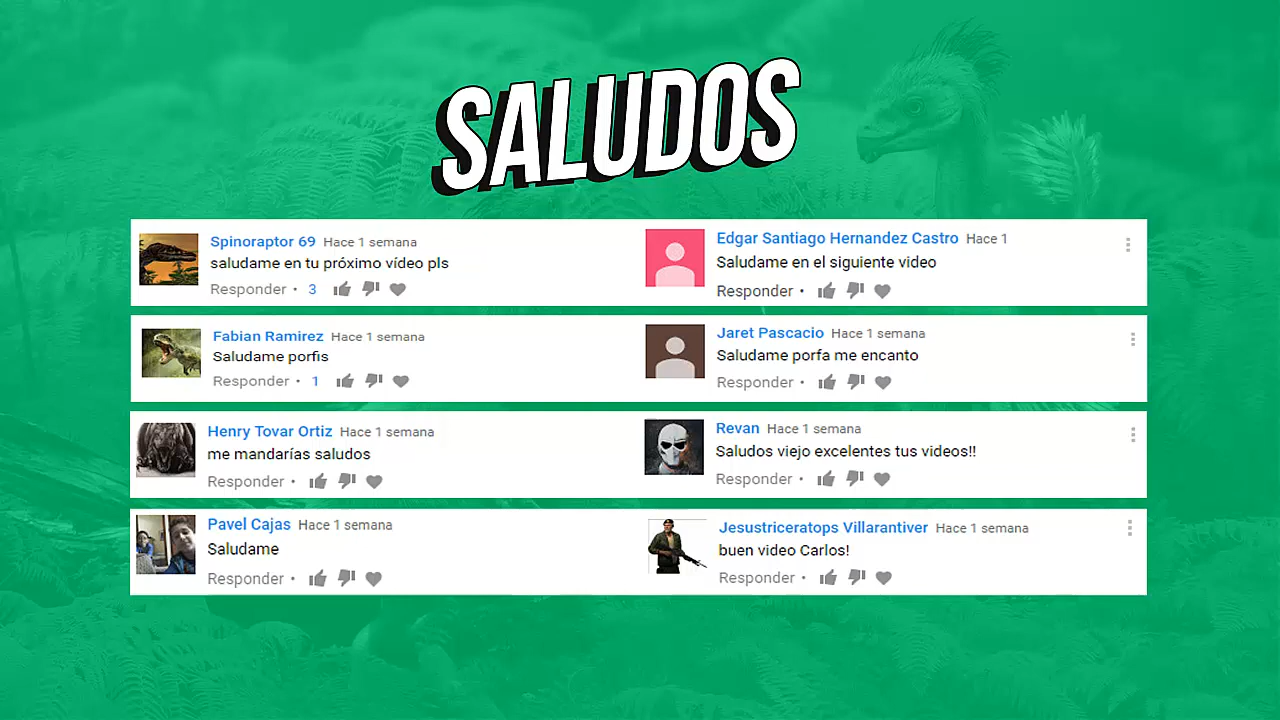 SALUDOS
Spinoraptor 69 Hace 1 semana
saludame en tu próximo vídeo pls
Responder • 3
Edgar Santiago Hernandez Castro Hace 1
Saludame en el siguiente video
Responder •
Fabian Ramirez Hace 1 semana
Saludame porfis
Responder • 1
Jaret Pascacio Hace 1 semana
Saludame porfa me encanto
Responder •
Henry Tovar Ortiz Hace 1 semana
me mandarías saludos
Responder •
Revan Hace 1 semana
Saludos viejo excelentes tus videos!!
Responder •
Pavel Cajas Hace 1 semana
Saludame
Responder •
Jesustriceratops Villarantiver Hace 1 semana
buen video Carlos!
Responder •